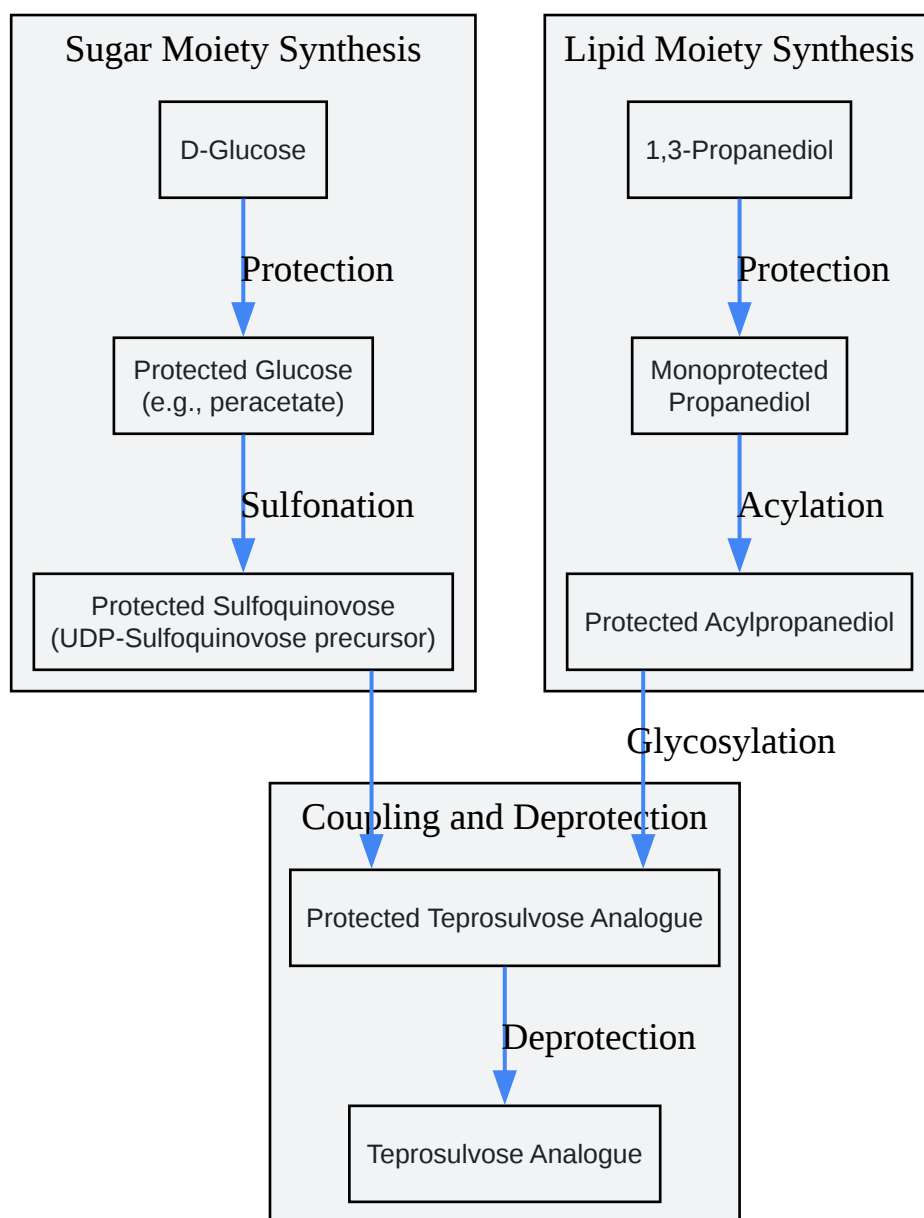 Sugar Moiety Synthesis
D-Glucose
Protection
Protected Glucose
(e.g., peracetate)
Sulfonation
Protected Sulfoquinovose
(UDP-Sulfoquinovose precursor)
Lipid Moiety Synthesis
1,3-Propanediol
Protection
Monoprotected
Propanediol
Acylation
Protected Acylpropanediol
Glycosylation
Coupling and Deprotection
Protected Teprosulvose Analogue
Deprotection
Teprosulvose Analogue